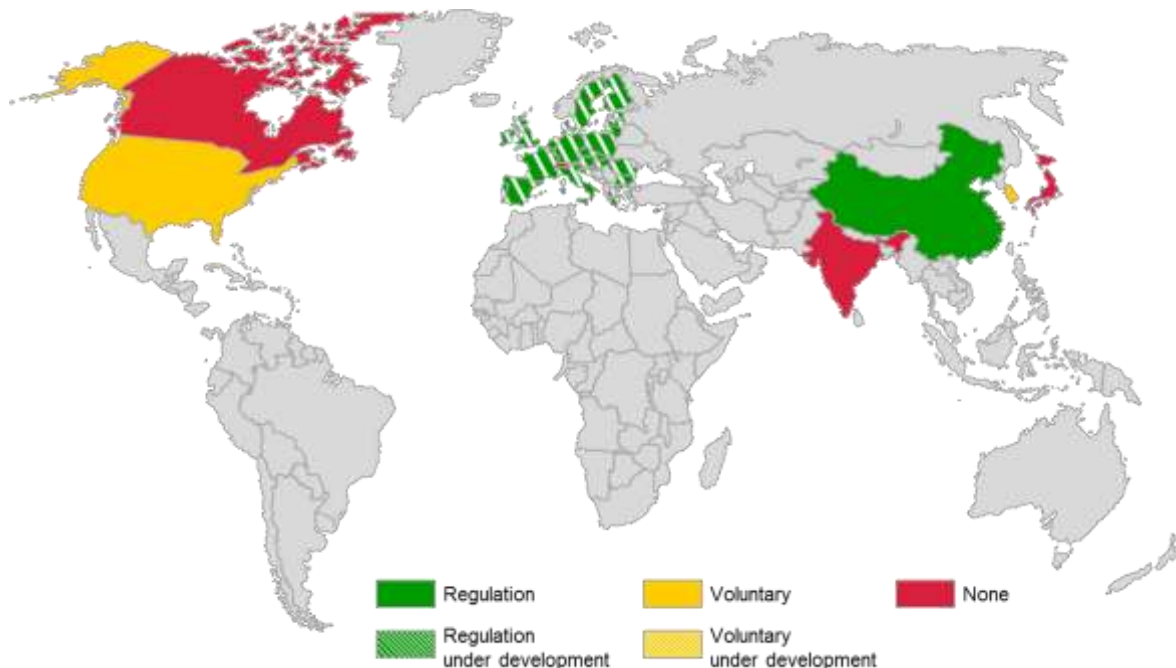 Regulation
Voluntary
None
Regulation
under development
Voluntary
under development